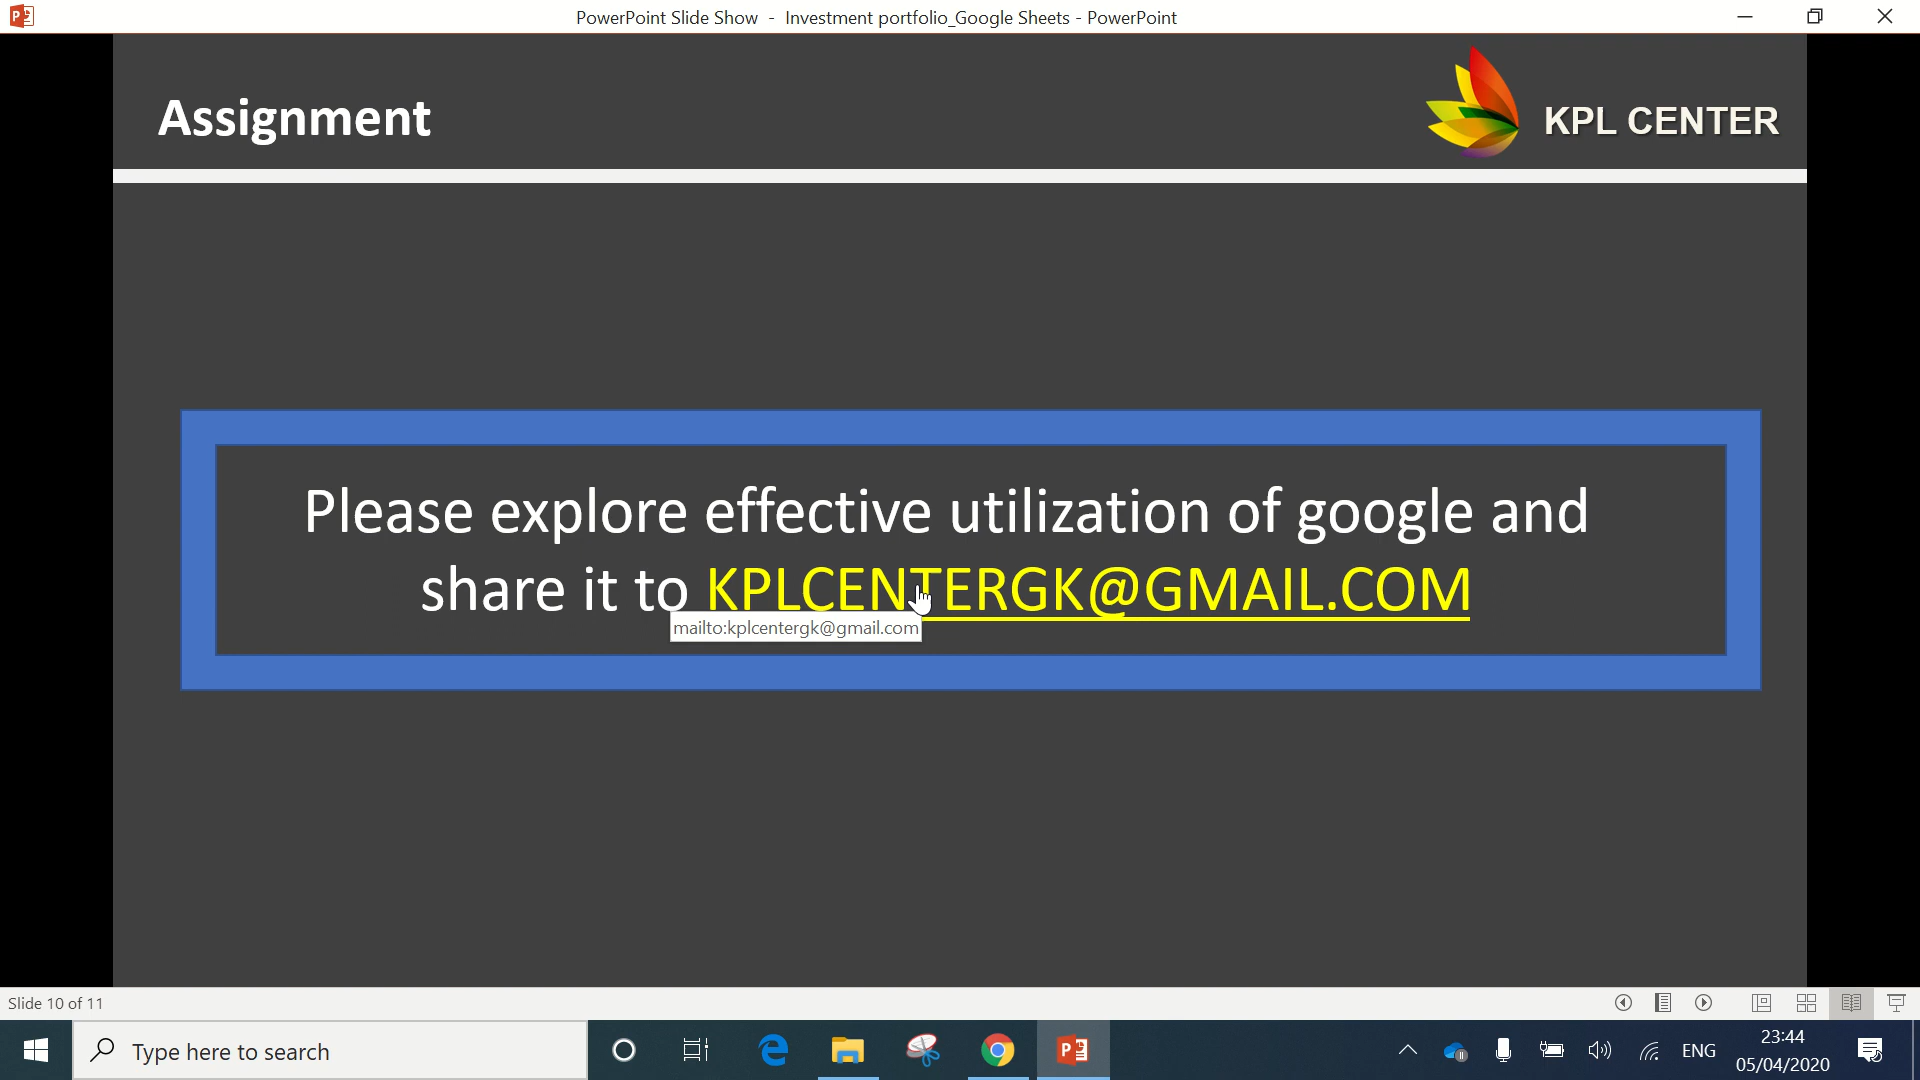 PowerPoint Slide Show - Investment portfolio_Google Sheets - PowerPoint
Assignment
KPL CENTER
Please explore effective utilization of google and
share it to KPLCENTERGK@GMAIL.COM
mailto:kplcentergk@gmail.com
Slide 10 of 11
Type here to search
ENG
23:44
05/04/2020